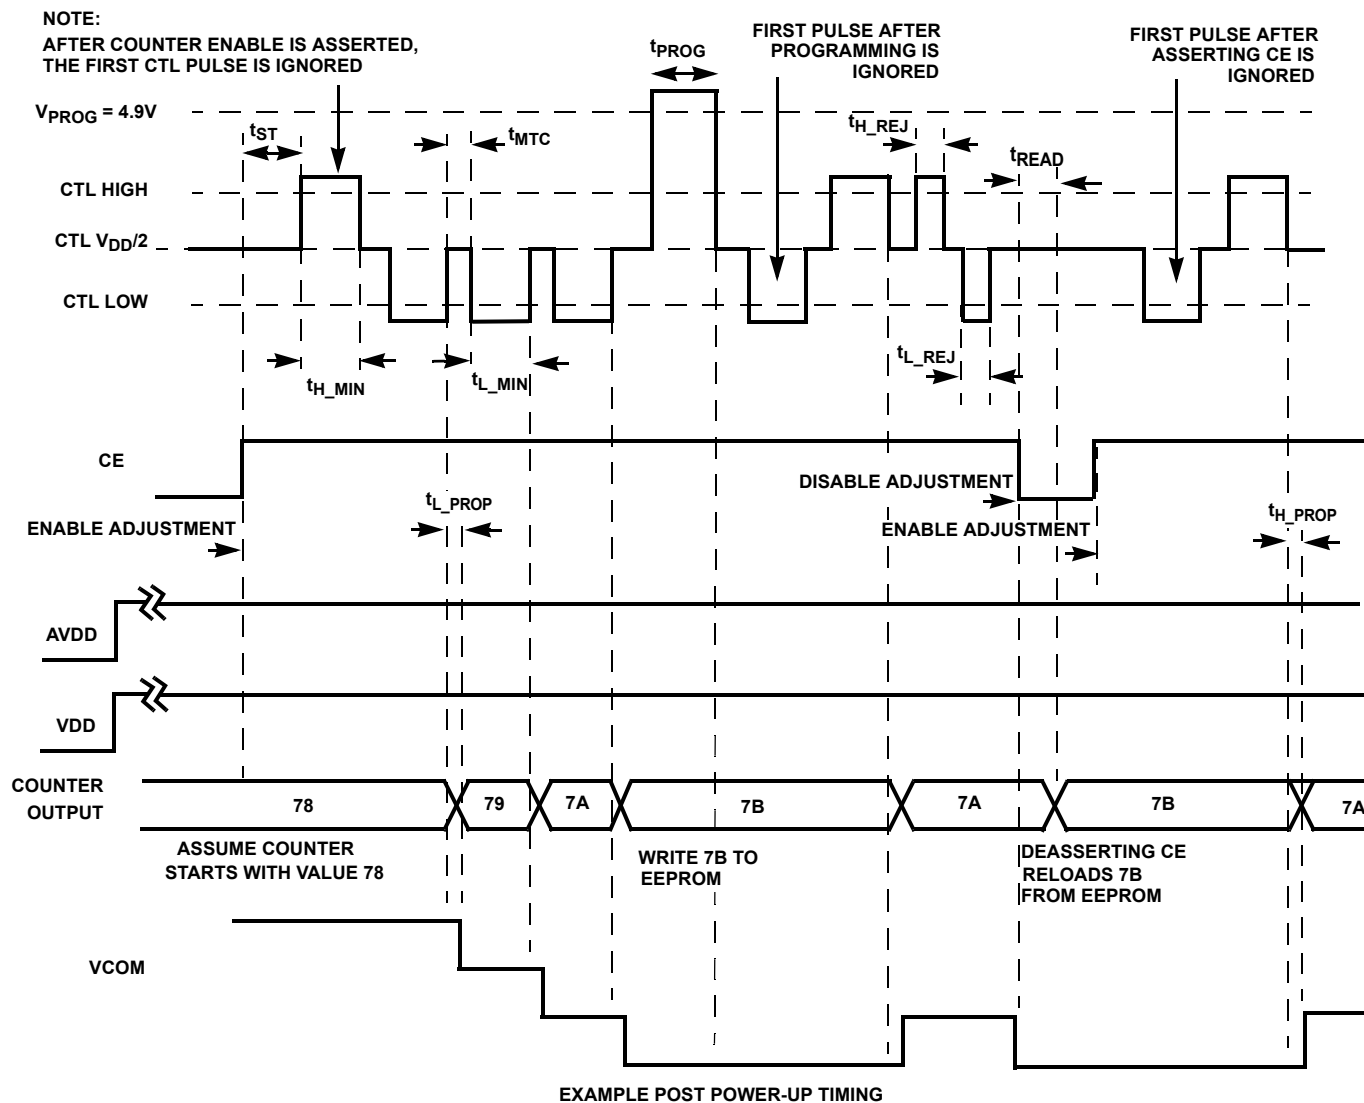 NOTE:
AFTER COUNTER ENABLE IS ASSERTED,
THE FIRST CTL PULSE IS IGNORED
tPROG
FIRST PULSE AFTER
PROGRAMMING IS
IGNORED
FIRST PULSE AFTER
ASSERTING CE IS
IGNORED
VPROG = 4.9V
tST
tMTC
tH_REJ
tREAD
CTL HIGH
CTL VDD/2
CTL LOW
tH_MIN
tL_MIN
tL_REJ
CE
DISABLE ADJUSTMENT
tL_PROP
tH_PROP
ENABLE ADJUSTMENT
ENABLE ADJUSTMENT
AVDD
VDD
COUNTER
OUTPUT
78
79
7A
7B
7A
7B
7A
ASSUME COUNTER
STARTS WITH VALUE 78
WRITE 7B TO
EEPROM
DEASSERTING CE
RELOADS 7B
FROM EEPROM
VCOM
EXAMPLE POST POWER-UP TIMING